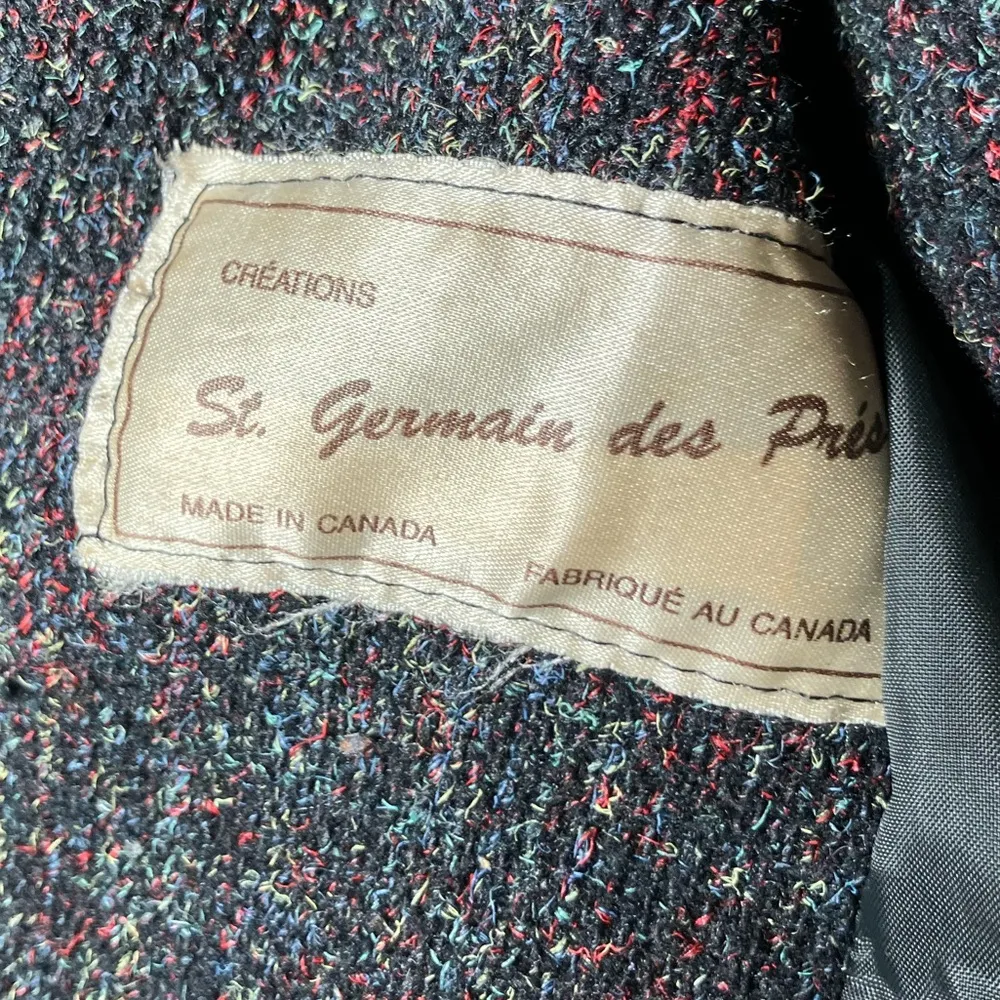 CRÉATIONS
St. Germain des Prés
MADE IN CANADA
FABRIQUÉ AU CANADA